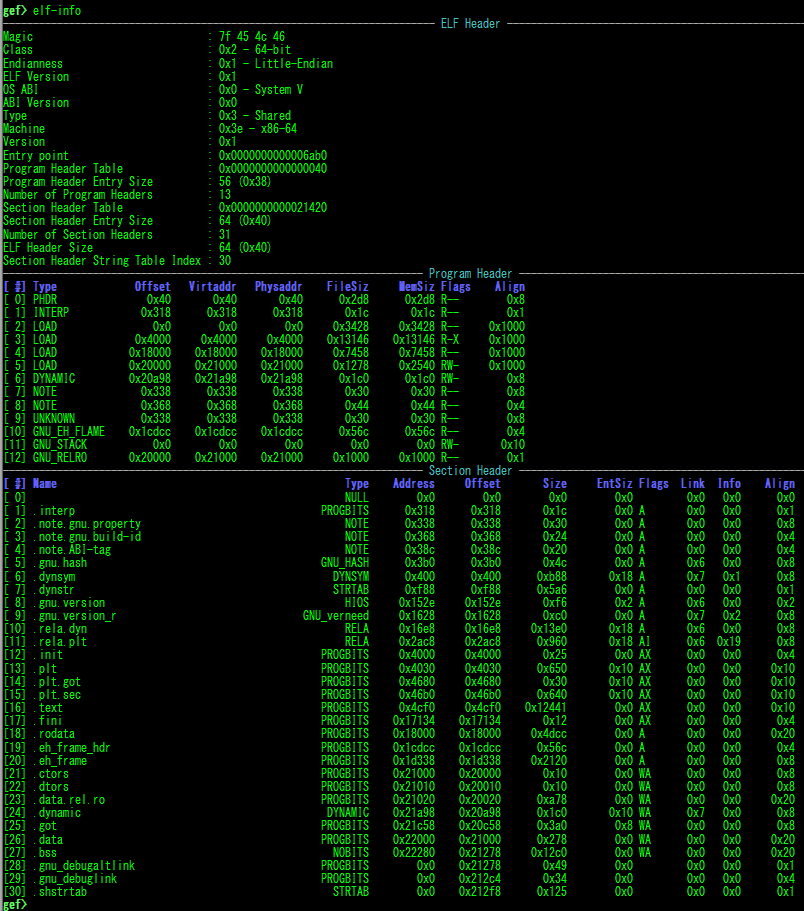 gef> elf-info
ELF Header
Magic : 7f 45 4c 46
Class : 0x2 - 64-bit
Endianness : 0x1 - Little-Endian
ELF Version : 0x1
OS ABI : 0x0 - System V
ABI Version : 0x0
Type : 0x3 - Shared
Machine : 0x3e - x86-64
Version : 0x1
Entry point : 0x0000000000006ab0
Program Header Table : 0x0000000000000040
Program Header Entry Size : 56 (0x38)
Number of Program Headers : 13
Section Header Table : 0x0000000000021420
Section Header Entry Size : 64 (0x40)
Number of Section Headers : 31
ELF Header Size : 64 (0x40)
Section Header String Table Index : 30
Program Header
[ #] Type Offset Virtaddr Physaddr FileSiz MemSiz Flags Align
[ 0] PHDR 0x40 0x40 0x40 0x2d8 0x2d8 R-- 0x8
[ 1] INTERP 0x318 0x318 0x318 0x1c 0x1c R-- 0x1
[ 2] LOAD 0x0 0x0 0x0 0x3428 0x3428 R-- 0x1000
[ 3] LOAD 0x4000 0x4000 0x4000 0x13146 0x13146 R-X 0x1000
[ 4] LOAD 0x18000 0x18000 0x18000 0x7458 0x7458 R-- 0x1000
[ 5] LOAD 0x20000 0x21000 0x21000 0x1278 0x2540 RW- 0x1000
[ 6] DYNAMIC 0x20a98 0x21a98 0x21a98 0x1c0 0x1c0 RW- 0x8
[ 7] NOTE 0x338 0x338 0x338 0x30 0x30 R-- 0x8
[ 8] NOTE 0x368 0x368 0x368 0x44 0x44 R-- 0x4
[ 9] UNKNOWN 0x338 0x338 0x338 0x30 0x30 R-- 0x8
[10] GNU_EH_FLAME 0x1cdcc 0x1cdcc 0x1cdcc 0x56c 0x56c R-- 0x4
[11] GNU_STACK 0x0 0x0 0x0 0x0 0x0 RW- 0x10
[12] GNU_RELRO 0x20000 0x21000 0x21000 0x1000 0x1000 R-- 0x1
Section Header
[ #] Name Type Address Offset Size EntSiz Flags Link Info Align
[ 0] NULL 0x0 0x0 0x0 0x0 0x0 0x0 0x0
[ 1] .interp PROGBITS 0x318 0x318 0x1c 0x0 A 0x0 0x0 0x1
[ 2] .note.gnu.property NOTE 0x338 0x338 0x30 0x0 A 0x0 0x0 0x8
[ 3] .note.gnu.build-id NOTE 0x368 0x368 0x24 0x0 A 0x0 0x0 0x4
[ 4] .note.ABI-tag NOTE 0x38c 0x38c 0x20 0x0 A 0x0 0x0 0x4
[ 5] .gnu.hash GNU_HASH 0x3b0 0x3b0 0x4c 0x0 A 0x6 0x0 0x8
[ 6] .dynsym DYNSYM 0x400 0x400 0xb88 0x18 A 0x7 0x1 0x8
[ 7] .dynstr STRTAB 0xf88 0xf88 0x5a6 0x0 A 0x0 0x0 0x1
[ 8] .gnu.version HIOS 0x152e 0x152e 0xf6 0x2 A 0x6 0x0 0x2
[ 9] .gnu.version_r GNU_verneed 0x1628 0x1628 0xc0 0x0 A 0x7 0x2 0x8
[10] .rela.dyn RELA 0x16e8 0x16e8 0x13e0 0x18 A 0x6 0x0 0x8
[11] .rela.plt RELA 0x2ac8 0x2ac8 0x960 0x18 AI 0x6 0x19 0x8
[12] .init PROGBITS 0x4000 0x4000 0x25 0x0 AX 0x0 0x0 0x4
[13] .plt PROGBITS 0x4030 0x4030 0x650 0x10 AX 0x0 0x0 0x10
[14] .plt.got PROGBITS 0x4680 0x4680 0x30 0x10 AX 0x0 0x0 0x10
[15] .plt.sec PROGBITS 0x46b0 0x46b0 0x640 0x10 AX 0x0 0x0 0x10
[16] .text PROGBITS 0x4cf0 0x4cf0 0x12441 0x0 AX 0x0 0x0 0x10
[17] .fini PROGBITS 0x17134 0x17134 0x12 0x0 AX 0x0 0x0 0x4
[18] .rodata PROGBITS 0x18000 0x18000 0x4dcc 0x0 A 0x0 0x0 0x20
[19] .eh_frame_hdr PROGBITS 0x1cdcc 0x1cdcc 0x56c 0x0 A 0x0 0x0 0x4
[20] .eh_frame PROGBITS 0x1d338 0x1d338 0x2120 0x0 A 0x0 0x0 0x8
[21] .ctors PROGBITS 0x21000 0x20000 0x10 0x0 WA 0x0 0x0 0x8
[22] .dtors PROGBITS 0x21010 0x20010 0x10 0x0 WA 0x0 0x0 0x8
[23] .data.rel.ro PROGBITS 0x21020 0x20020 0xa78 0x0 WA 0x0 0x0 0x20
[24] .dynamic DYNAMIC 0x21a98 0x20a98 0x1c0 0x10 WA 0x7 0x0 0x8
[25] .got PROGBITS 0x21c58 0x20c58 0x3a0 0x8 WA 0x0 0x0 0x8
[26] .data PROGBITS 0x22000 0x21000 0x278 0x0 WA 0x0 0x0 0x20
[27] .bss NOBITS 0x22280 0x21278 0x12c0 0x0 WA 0x0 0x0 0x20
[28] .gnu_debugaltlink PROGBITS 0x0 0x21278 0x49 0x0 0x0 0x0 0x1
[29] .gnu_debuglink PROGBITS 0x0 0x212c4 0x34 0x0 0x0 0x0 0x4
[30] .shstrtab STRTAB 0x0 0x212f8 0x125 0x0 0x0 0x0 0x1
gef>